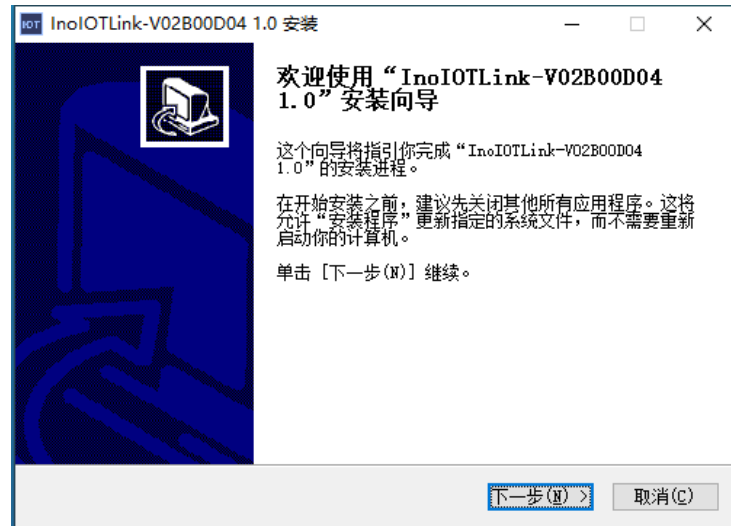 IOT InoIOTLink-V02B00D04 1.0 安装
欢迎使用“InoIOTLink-V02B00D04
1.0”安装向导
这个向导将指引你完成“InoIOTLink-V02B00D04
1.0”的安装进程。
在开始安装之前，建议先关闭其他所有应用程序。这将
允许“安装程序”更新指定的系统文件，而不需要重新
启动你的计算机。
单击 [下一步(N)] 继续。
下一步(N) > 取消(C)